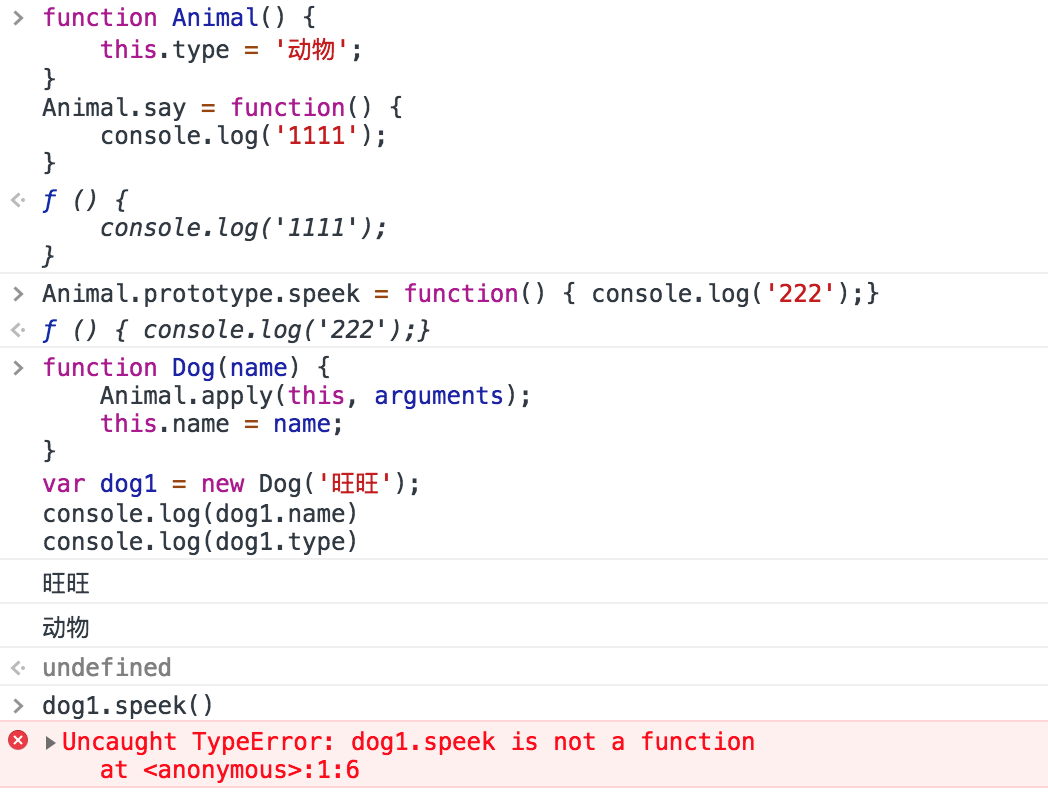 > function Animal() {
    this.type = '动物';
}
Animal.say = function() {
    console.log('1111');
}
<· ƒ () {
    console.log('1111');
}
> Animal.prototype.speek = function() { console.log('222');}
<· ƒ () { console.log('222');}
> function Dog(name) {
    Animal.apply(this, arguments);
    this.name = name;
}
var dog1 = new Dog('旺旺');
console.log(dog1.name)
console.log(dog1.type)
旺旺
动物
<· undefined
> dog1.speek()
Uncaught TypeError: dog1.speek is not a function
    at <anonymous>:1:6